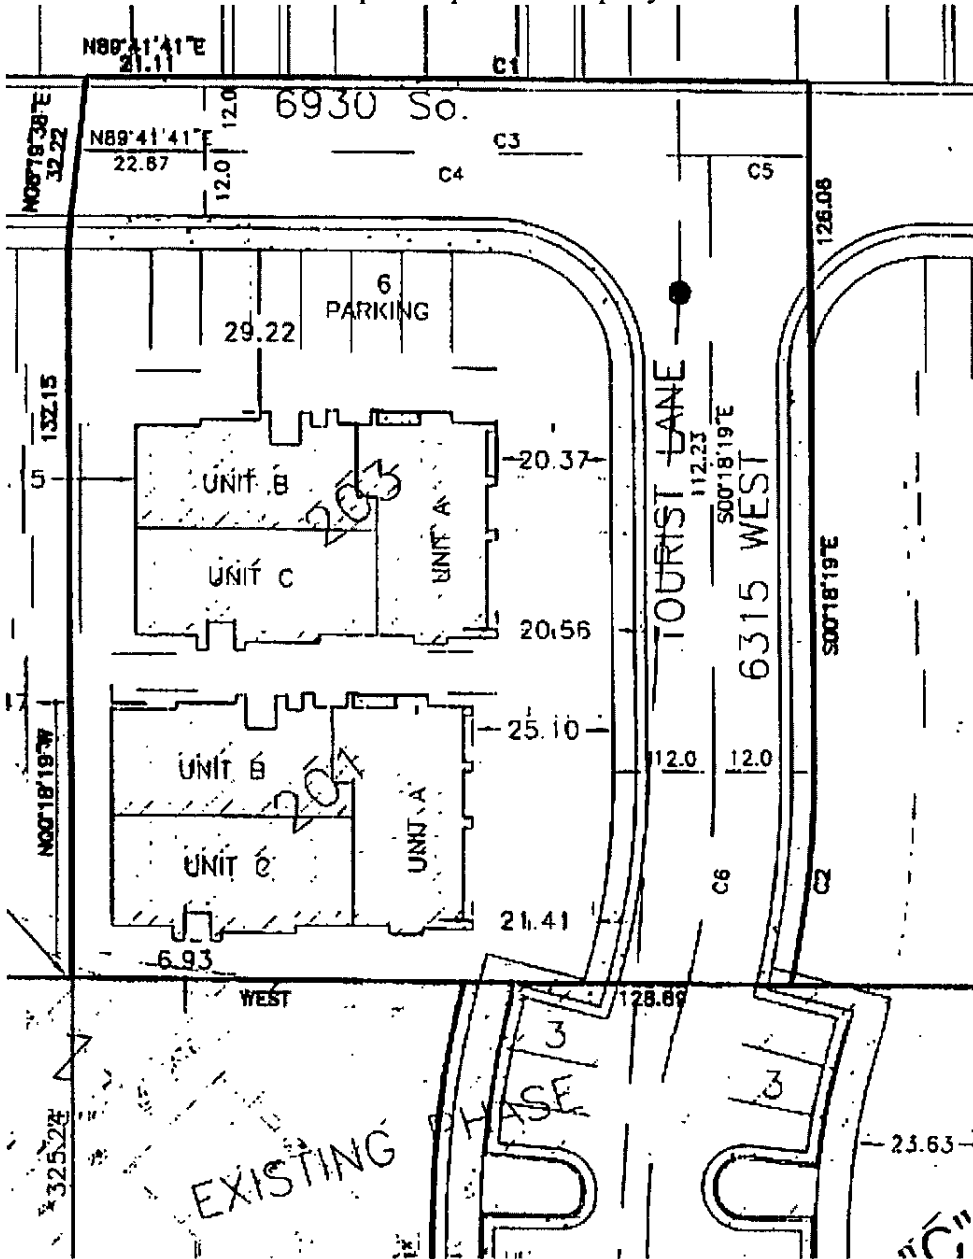 N89°41'41"E
21.11
C1
6930 So.
12.0
N89°41'41"E
22.87
12.0
C3
C4
C5
32.22
126.08
6
PARKING
29.22
132.15
5
UNIT B
203
UNIT A
UNIT C
20.37
20.56
TOURIST LANE
112.23
S00°18'19"E
6315 WEST
S00°18'19"E
N00°18'19"W
UNIT B
UNIT A
UNIT C
25.10
12.0
12.0
21.41
C6
C2
6.93
WEST
128.89
3
3
EXISTING PHASE
325.24
23.63